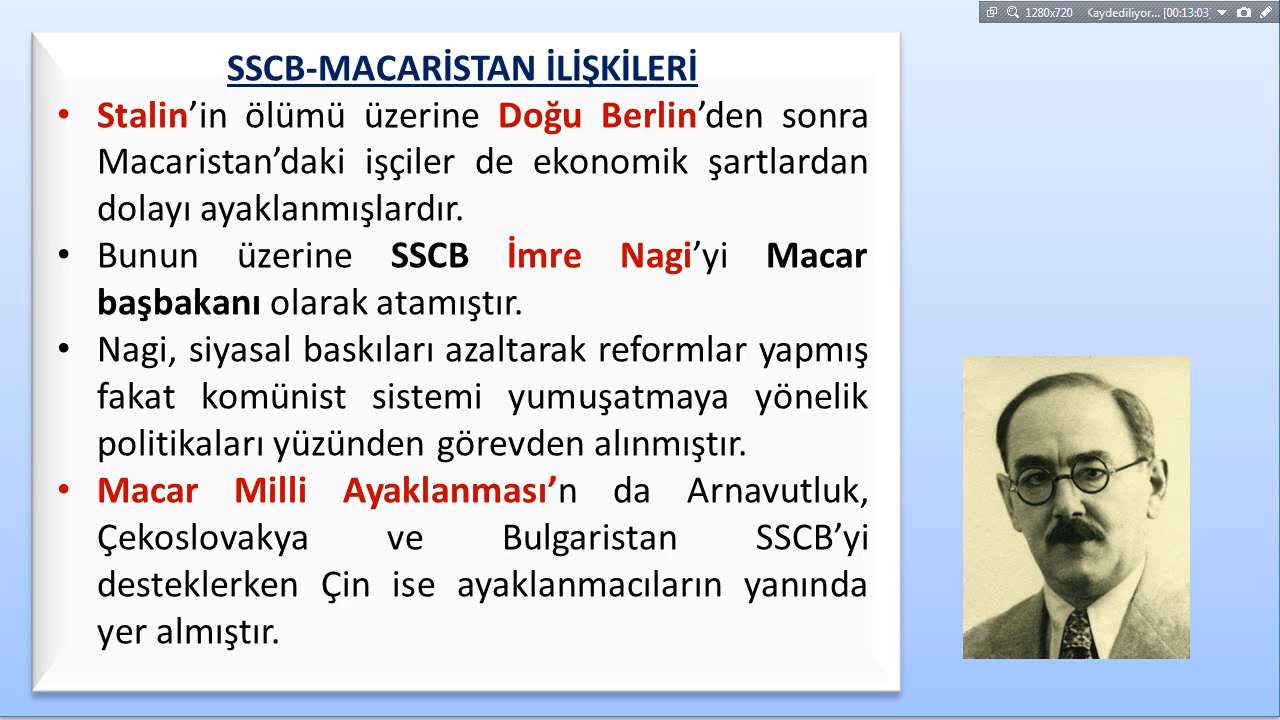 1280x720 Kaydediliyor... [00:13:03]
SSCB-MACARİSTAN İLİŞKİLERİ
• Stalin’in ölümü üzerine Doğu Berlin’den sonra
Macaristan’daki işçiler de ekonomik şartlardan
dolayı ayaklanmışlardır.
• Bunun üzerine SSCB İmre Nagi’yi Macar
başbakanı olarak atamıştır.
• Nagi, siyasal baskıları azaltarak reformlar yapmış
fakat komünist sistemi yumuşatmaya yönelik
politikaları yüzünden görevden alınmıştır.
• Macar Milli Ayaklanması’n da Arnavutluk,
Çekoslovakya ve Bulgaristan SSCB’yi
desteklerken Çin ise ayaklanmacıların yanında
yer almıştır.